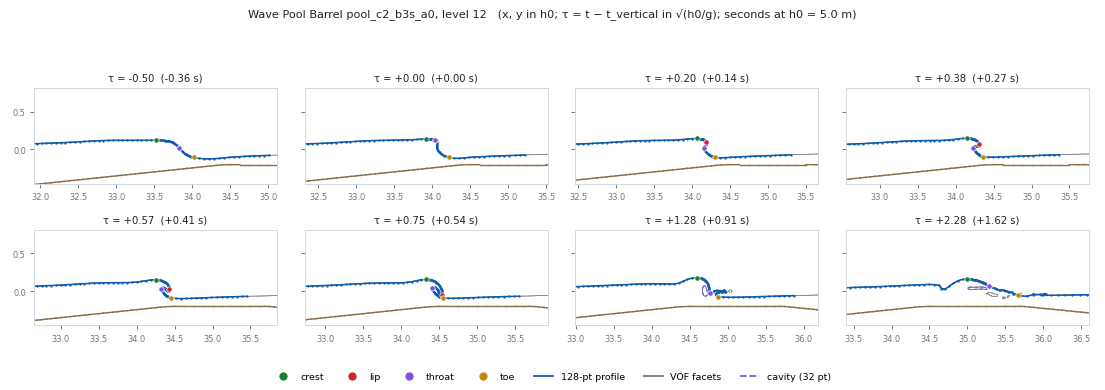 Wave Pool Barrel pool_c2_b3s_a0, level 12   (x, y in h0; τ = t − t_vertical in √(h0/g); seconds at h0 = 5.0 m)
τ = -0.50  (-0.36 s)
τ = +0.00  (+0.00 s)
τ = +0.20  (+0.14 s)
τ = +0.38  (+0.27 s)
0.5
0.0
32.0 32.5 33.0 33.5 34.0 34.5 35.0
32.5 33.0 33.5 34.0 34.5 35.0 35.5
32.5 33.0 33.5 34.0 34.5 35.0 35.5
33.0 33.5 34.0 34.5 35.0 35.5
τ = +0.57  (+0.41 s)
τ = +0.75  (+0.54 s)
τ = +1.28  (+0.91 s)
τ = +2.28  (+1.62 s)
0.5
0.0
33.0 33.5 34.0 34.5 35.0 35.5
33.0 33.5 34.0 34.5 35.0 35.5
33.0 33.5 34.0 34.5 35.0 35.5 36.0
33.5 34.0 34.5 35.0 35.5 36.0 36.5
crest lip throat toe 128-pt profile VOF facets cavity (32 pt)